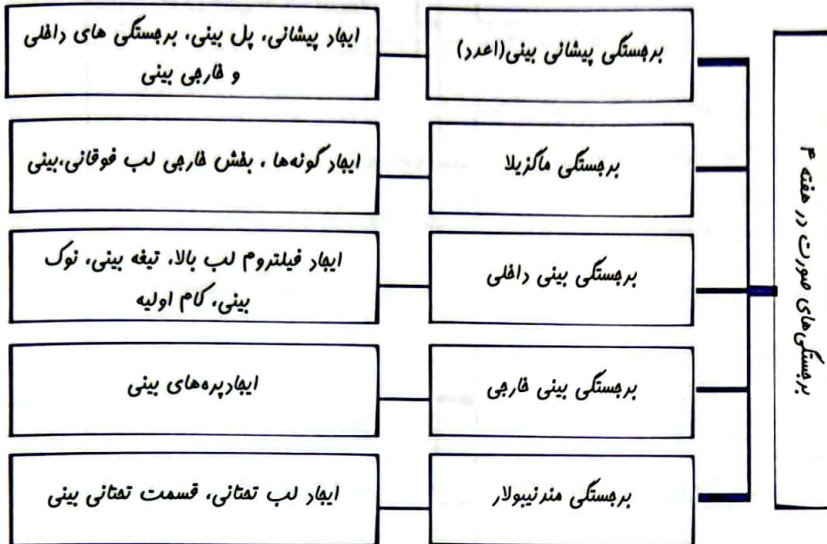 برجستگی‌های صورت در هفته ۴
برجستگی پیشانی بینی(اعدد)
ایجاد پیشانی، پل بینی، برجستگی های داخلی
و خارجی بینی
برجستگی ماگزیلا
ایجاد گونه‌ها ، بخش خارجی لب فوقانی،بینی
برجستگی بینی داخلی
ایجاد فیلتروم لب بالا، تیغه بینی، نوک
بینی، کام اولیه
برجستگی بینی خارجی
ایجادپره‌های بینی
برجستگی مندنیبولار
ایجاد لب تحتانی، قسمت تحتانی بینی